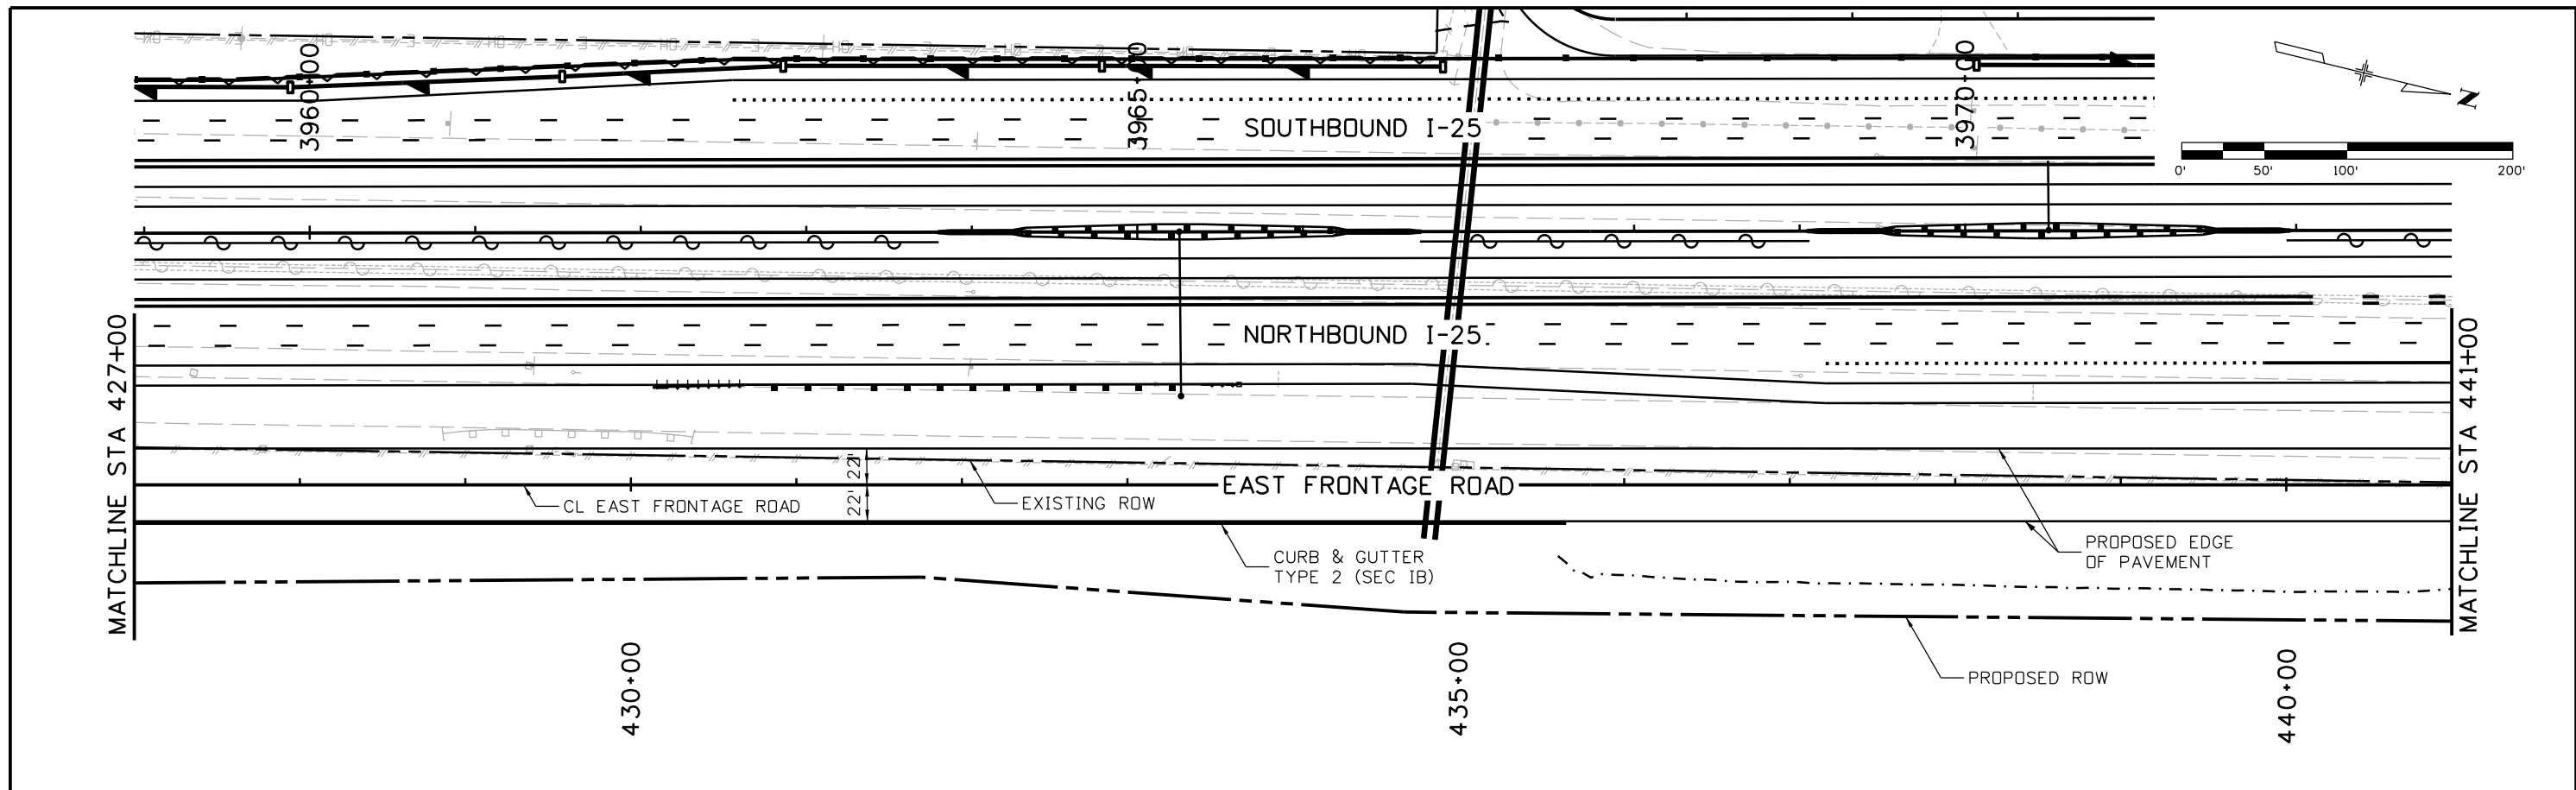 3960+00
3965+00
3970+00
N
SOUTHBOUND I-25
0' 50' 100' 200'
NORTHBOUND I-25
MATCHLINE STA 427+00
MATCHLINE STA 441+00
22'
22'
EAST FRONTAGE ROAD
CL EAST FRONTAGE ROAD
EXISTING ROW
CURB & GUTTER
TYPE 2 (SEC IB)
PROPOSED EDGE
OF PAVEMENT
PROPOSED ROW
430+00
435+00
440+00